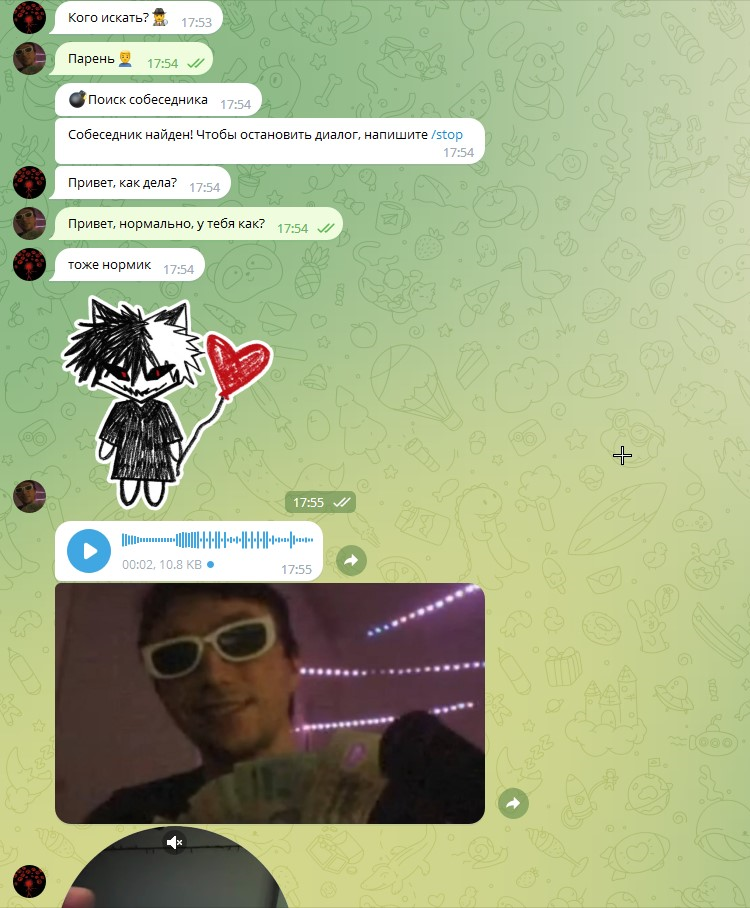 Кого искать?🕵️ 17:53
Парень🤦‍♂️ 17:54
💣Поиск собеседника 17:54
Собеседник найден! Чтобы остановить диалог, напишите /stop
17:54
Привет, как дела? 17:54
Привет, нормально, у тебя как? 17:54
тоже нормик 17:54
17:55
00:02, 10.8 KB
17:55